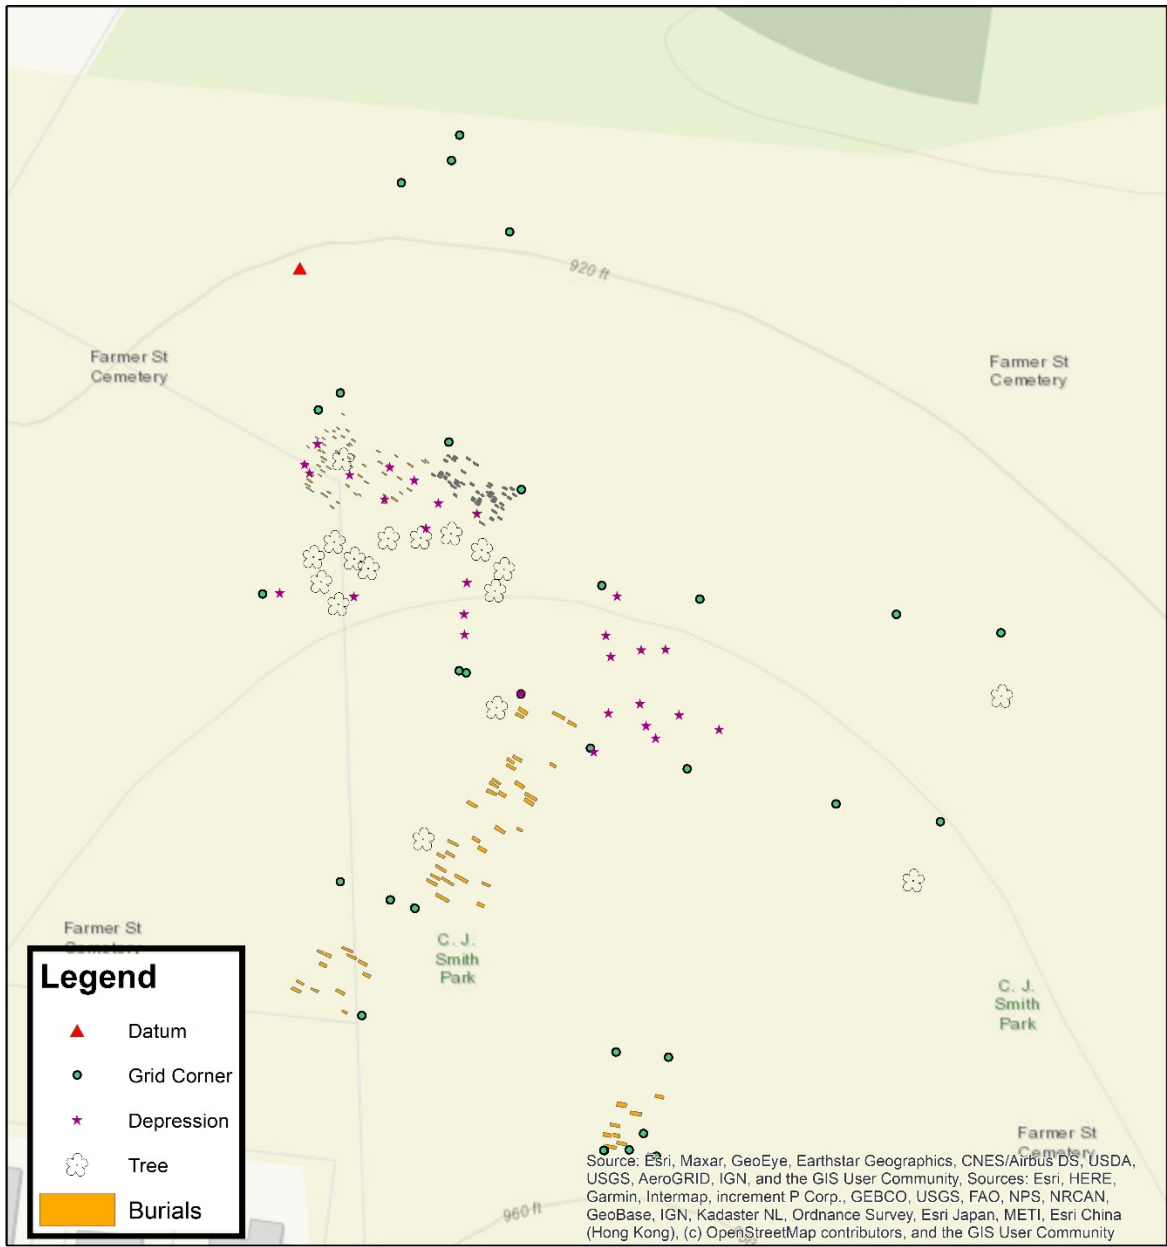 920 ft
Farmer St
Cemetery
Farmer St
Cemetery
Farmer St
Cemetery
C. J.
Smith
Park
C. J.
Smith
Park
Legend
Datum
Grid Corner
Depression
Tree
Burials
Farmer St
Cemetery
960 ft
Source: Esri, Maxar, GeoEye, Earthstar Geographics, CNES/Airbus DS, USDA,
USGS, AeroGRID, IGN, and the GIS User Community, Sources: Esri, HERE,
Garmin, Intermap, increment P Corp., GEBCO, USGS, FAO, NPS, NRCAN,
GeoBase, IGN, Kadaster NL, Ordnance Survey, Esri Japan, METI, Esri China
(Hong Kong), (c) OpenStreetMap contributors, and the GIS User Community